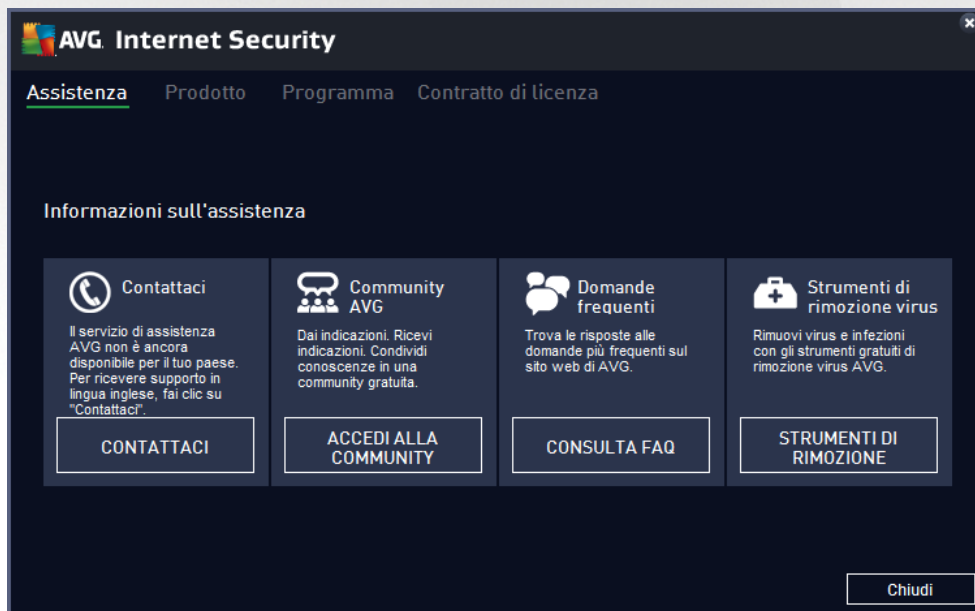 AVG Internet Security
Assistenza Prodotto Programma Contratto di licenza
Informazioni sull'assistenza
Contattaci
Il servizio di assistenza
AVG non è ancora
disponibile per il tuo paese.
Per ricevere supporto in
lingua inglese, fai clic su
"Contattaci".
CONTATTACI
Community
AVG
Dai indicazioni. Ricevi
indicazioni. Condividi
conoscenze in una
community gratuita.
ACCEDI ALLA
COMMUNITY
Domande
frequenti
Trova le risposte alle
domande più frequenti sul
sito web di AVG.
CONSULTA FAQ
Strumenti di
rimozione virus
Rimuovi virus e infezioni
con gli strumenti gratuiti di
rimozione virus AVG.
STRUMENTI DI
RIMOZIONE
Chiudi